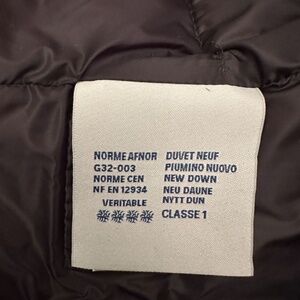 NORME AFNOR
G32-003
NORME CEN
NF EN 12934
VERITABLE
DUVET NEUF
PIUMINO NUOVO
NEW DOWN
NEU DAUNE
NYTT DUN
CLASSE 1